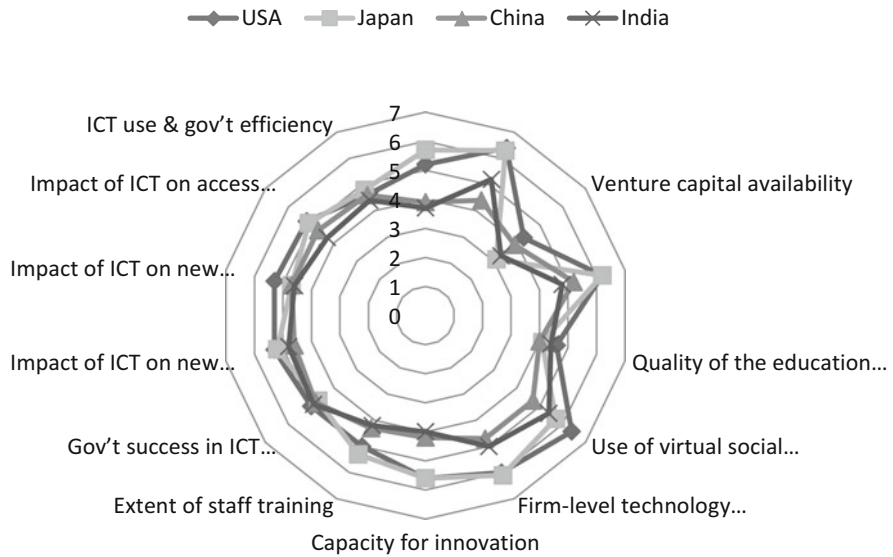 USA Japan China India
7
6
5
4
3
2
1
0
ICT use & gov't efficiency
Impact of ICT on access...
Impact of ICT on new...
Impact of ICT on new...
Gov't success in ICT...
Extent of staff training
Capacity for innovation
Firm-level technology...
Use of virtual social...
Quality of the education...
Venture capital availability